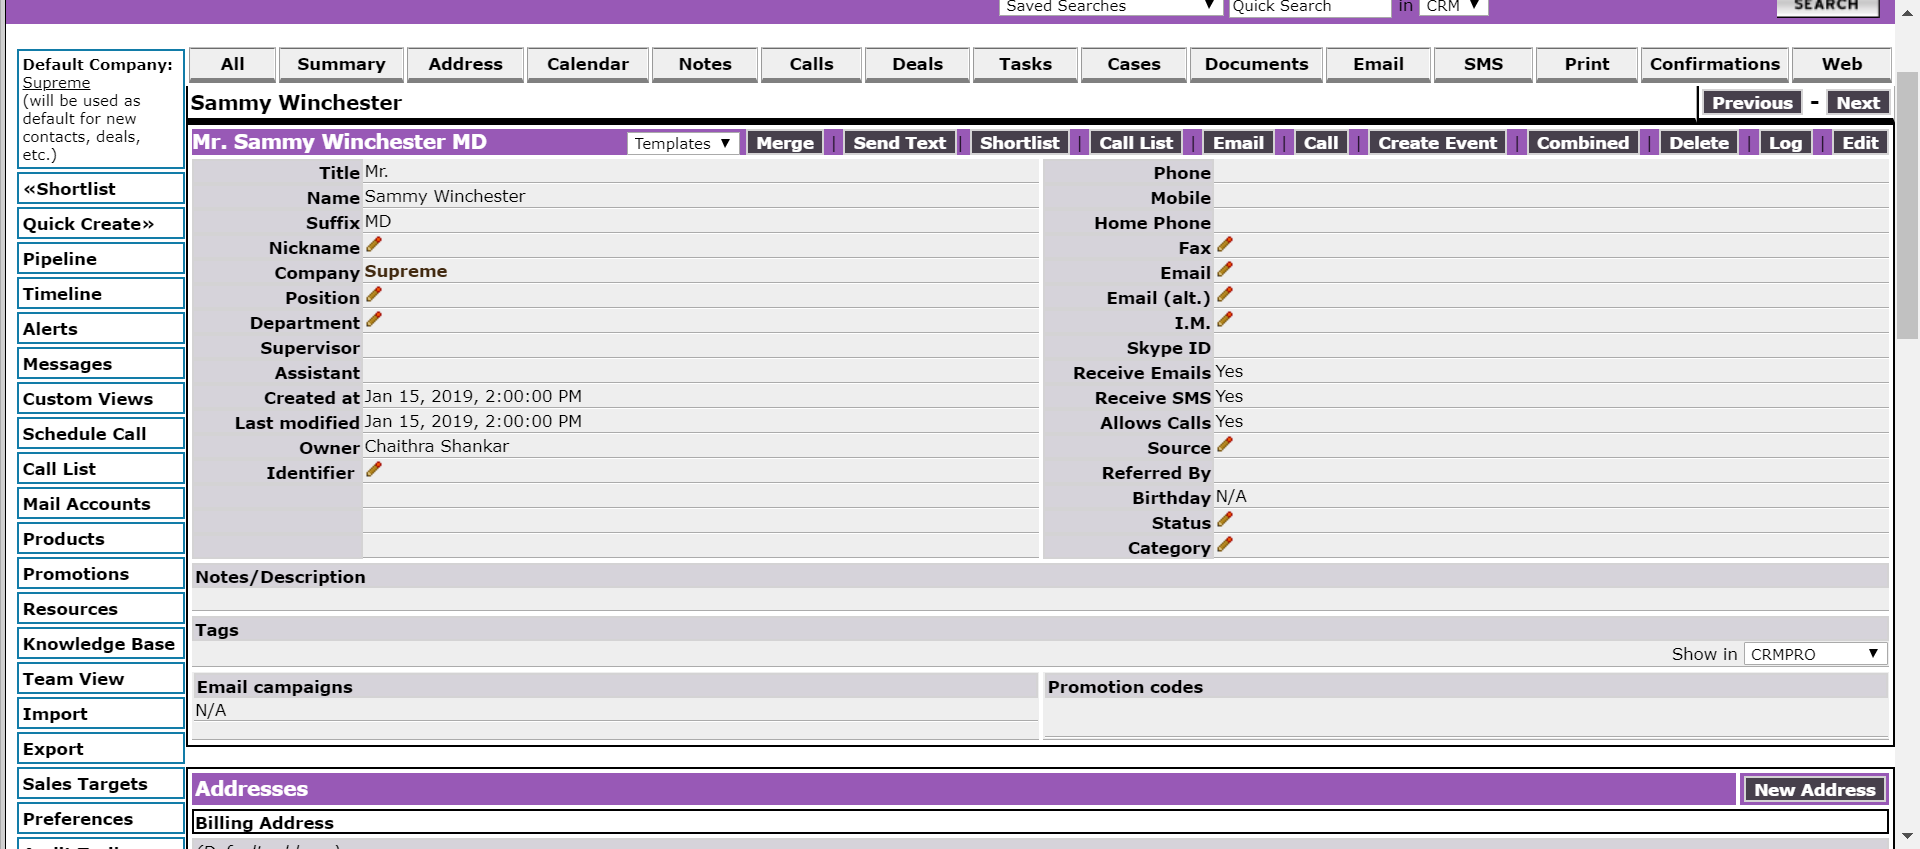 Saved Searches ▼ Quick Search in CRM ▼ SEARCH
Default Company:
Supreme
(will be used as
default for new
contacts, deals,
etc.)
«Shortlist
Quick Create»
Pipeline
Timeline
Alerts
Messages
Custom Views
Schedule Call
Call List
Mail Accounts
Products
Promotions
Resources
Knowledge Base
Team View
Import
Export
Sales Targets
Preferences
All Summary Address Calendar Notes Calls Deals Tasks Cases Documents Email SMS Print Confirmations Web
Sammy Winchester Previous - Next
Mr. Sammy Winchester MD Templates ▼ Merge | Send Text | Shortlist | Call List | Email | Call | Create Event | Combined | Delete | Log | Edit
Title Mr.
Name Sammy Winchester
Suffix MD
Nickname
Company Supreme
Position
Department
Supervisor
Assistant
Created at Jan 15, 2019, 2:00:00 PM
Last modified Jan 15, 2019, 2:00:00 PM
Owner Chaithra Shankar
Identifier
Phone
Mobile
Home Phone
Fax
Email
Email (alt.)
I.M.
Skype ID
Receive Emails Yes
Receive SMS Yes
Allows Calls Yes
Source
Referred By
Birthday N/A
Status
Category
Notes/Description
Tags
Show in CRMPRO ▼
Email campaigns
N/A
Promotion codes
Addresses New Address
Billing Address